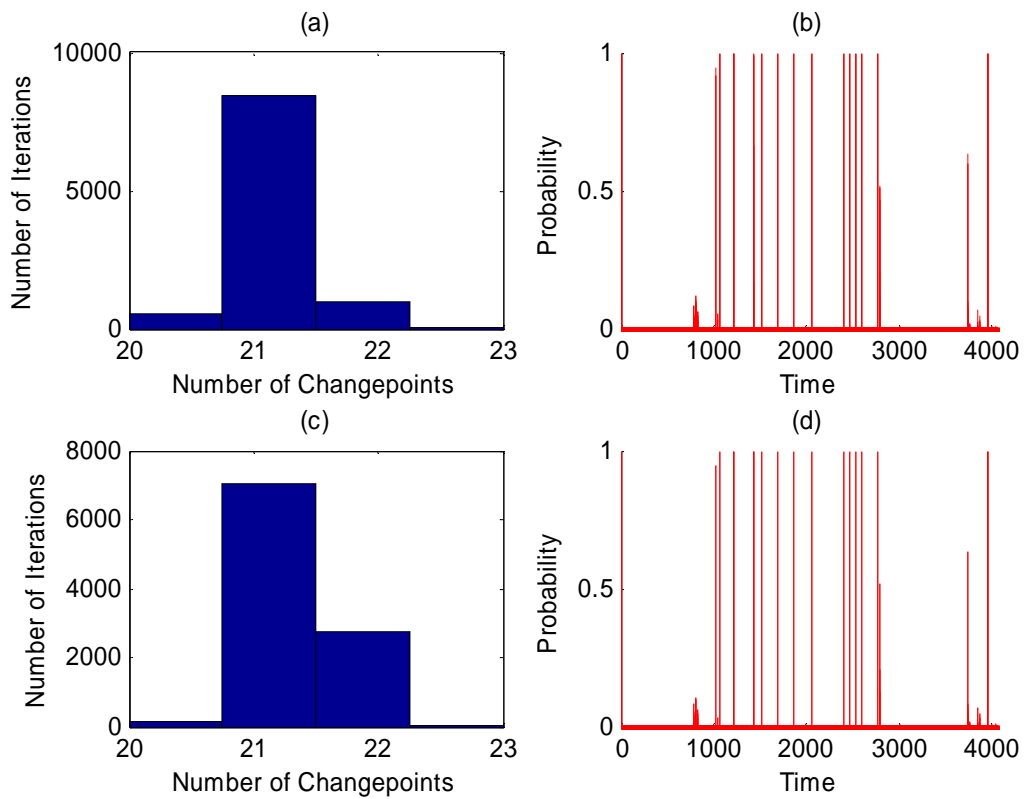 (a)
10000
5000
0
20
21
22
23
Number of Iterations
Number of Changepoints
(b)
1
0.5
0
0
1000
2000
3000
4000
Probability
Time
(c)
8000
6000
4000
2000
0
20
21
22
23
Number of Iterations
Number of Changepoints
(d)
1
0.5
0
0
1000
2000
3000
4000
Probability
Time